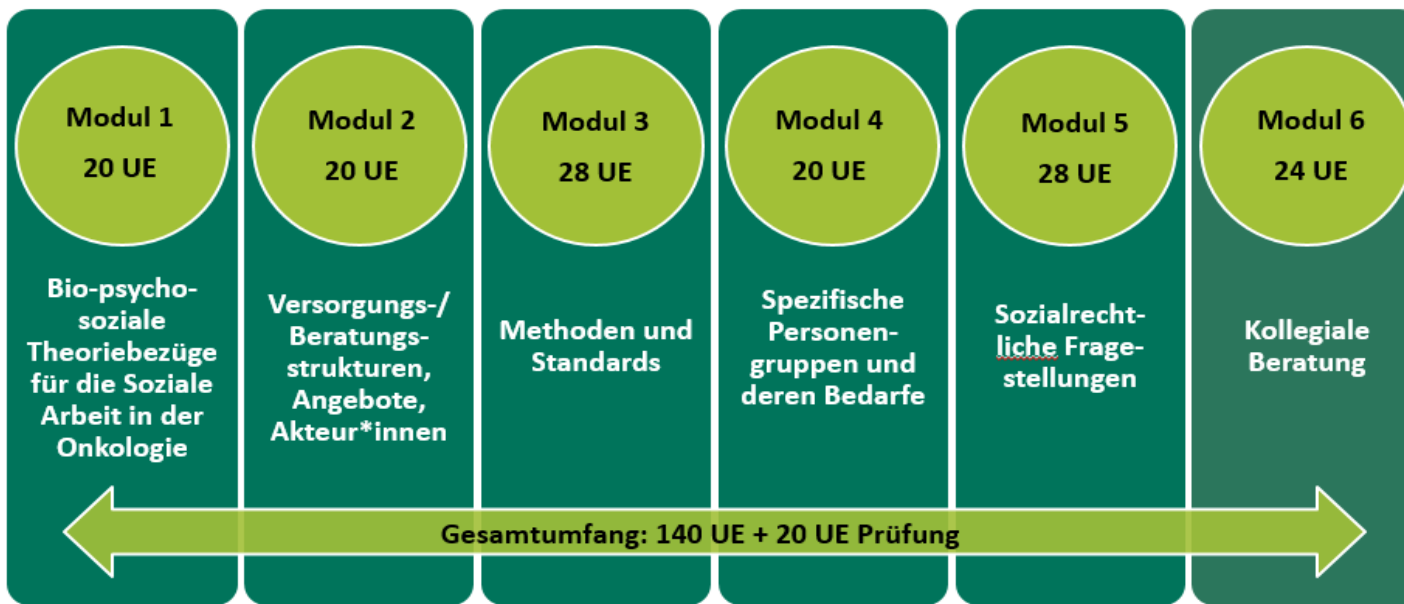 Modul 1
20 UE
Bio-psycho-
soziale
Theoriebezüge
für die Soziale
Arbeit in der
Onkologie
Modul 2
20 UE
Versorgungs-/
Beratungs-
strukturen,
Angebote,
Akteur*innen
Modul 3
28 UE
Methoden und
Standards
Modul 4
20 UE
Spezifische
Personen-
gruppen und
deren Bedarfe
Modul 5
28 UE
Sozialrecht-
liche Frage-
stellungen
Modul 6
24 UE
Kollegiale
Beratung
Gesamtumfang: 140 UE + 20 UE Prüfung